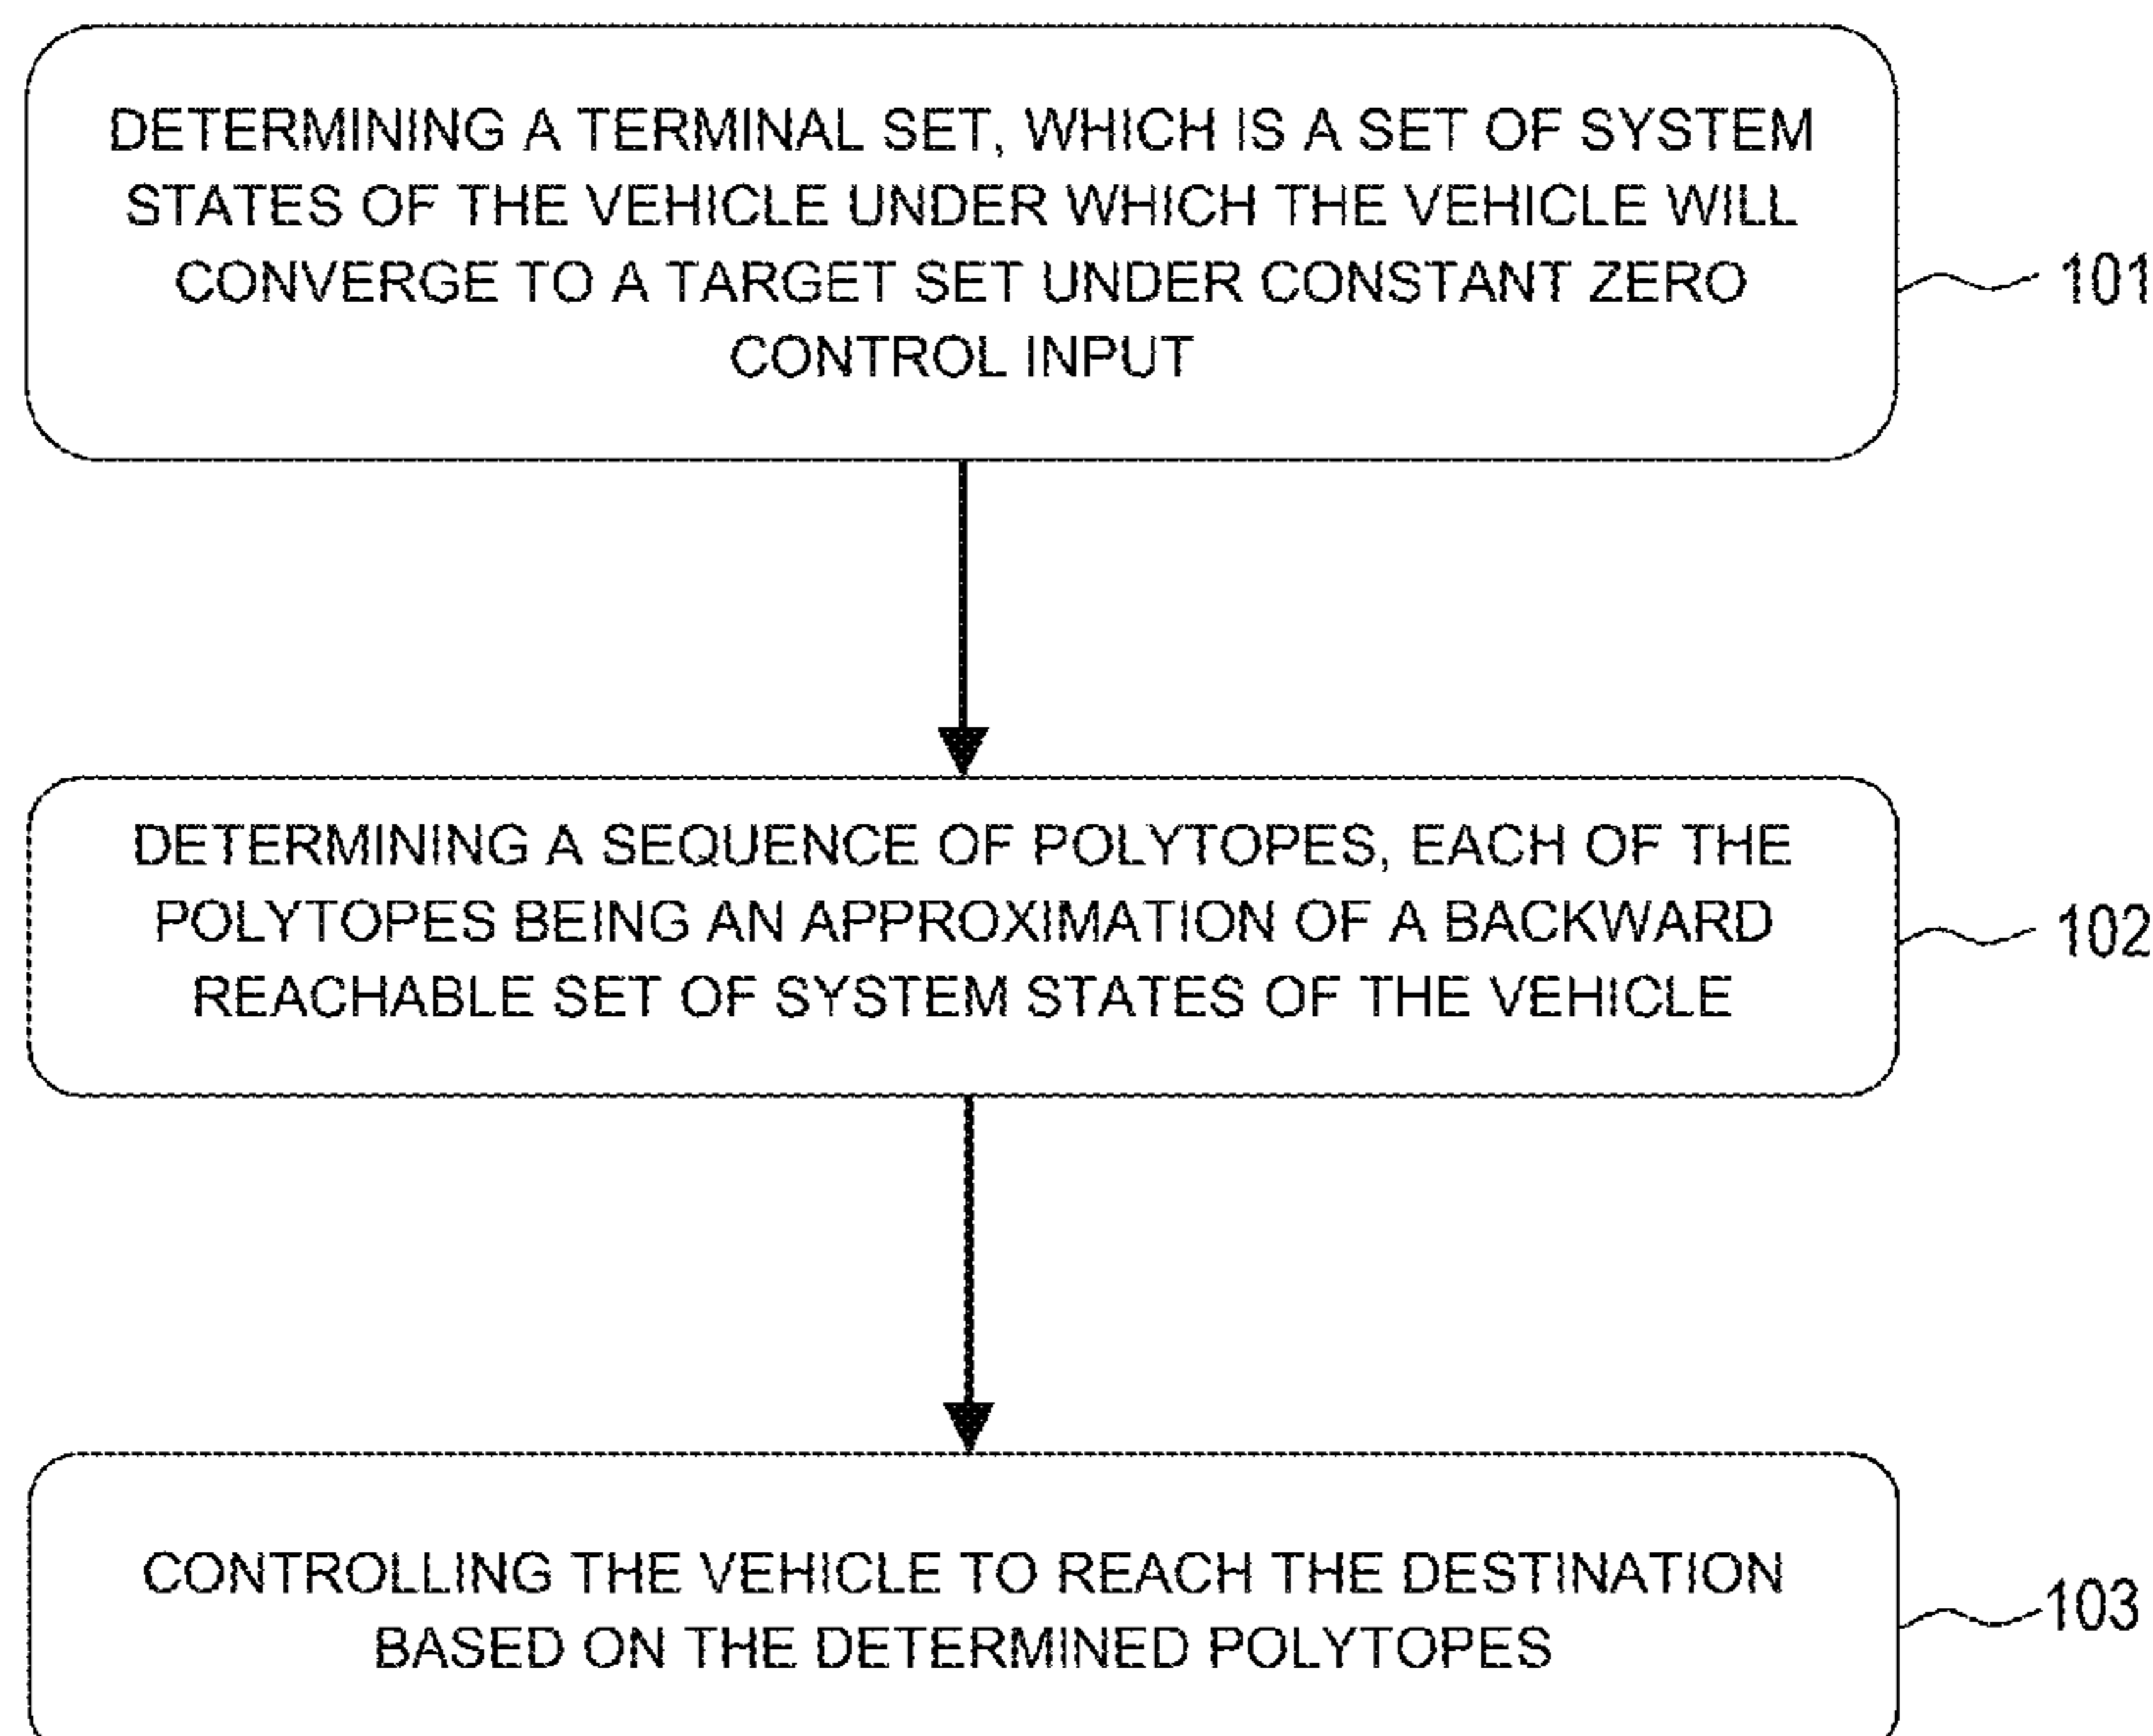 DETERMINING A TERMINAL SET, WHICH IS A SET OF SYSTEM
STATES OF THE VEHICLE UNDER WHICH THE VEHICLE WILL
CONVERGE TO A TARGET SET UNDER CONSTANT ZERO
CONTROL INPUT
101
DETERMINING A SEQUENCE OF POLYTOPES, EACH OF THE
POLYTOPES BEING AN APPROXIMATION OF A BACKWARD
REACHABLE SET OF SYSTEM STATES OF THE VEHICLE
102
CONTROLLING THE VEHICLE TO REACH THE DESTINATION
BASED ON THE DETERMINED POLYTOPES
103